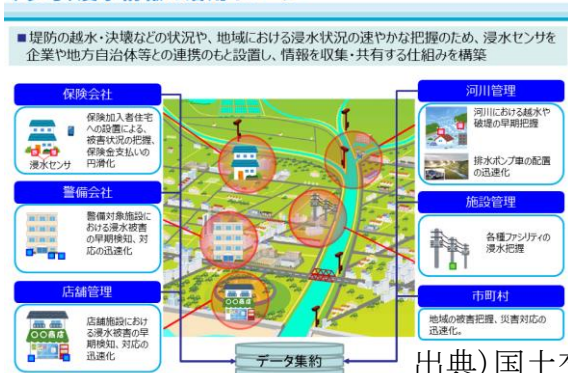 ■堤防の越水・決壊などの状況や、地域における浸水状況の速やかな把握のため、浸水センサを
企業や地方自治体等との連携のもと設置し、情報を収集・共有する仕組みを構築
保険会社
保険加入者住宅
への設置による、
被害状況の把握、
保険金支払いの
円滑化
浸水センサ
警備会社
警備対象施設に
おける浸水被害
の早期検知、対
応の迅速化
店舗管理
〇〇商店
店舗施設におけ
る浸水被害の早
期検知、対応の
迅速化
〇〇商店
データ集約
河川管理
河川における越水や
破堤の早期把握
排水ポンプ車の配置
の迅速化
施設管理
各種ファシリティの
浸水把握
市町村
地域の被害把握、災害対応の
迅速化。
出典)国土